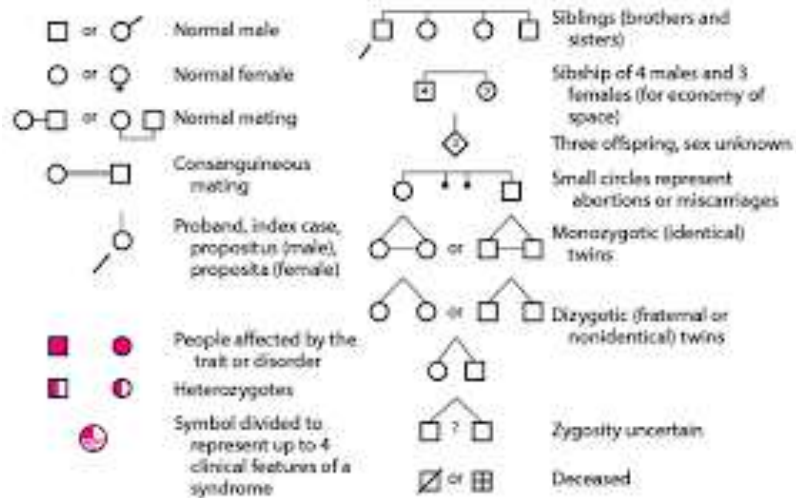 or
Normal male
or
Normal female
or
Normal mating
Consanguineous
mating
Proband, index case,
propositus (male),
proposita (female)
People affected by the
trait or disorder
Heterozygotes
Symbol divided to
represent up to 4
clinical features of a
syndrome
Siblings (brothers and
sisters)
4
3
Sibship of 4 males and 3
females (for economy of
space)
3
Three offspring, sex unknown
Small circles represent
abortions or miscarriages
or
Monozygotic (identical)
twins
or
Dizygotic (fraternal or
nonidentical) twins
?
Zygosity uncertain
or
Deceased